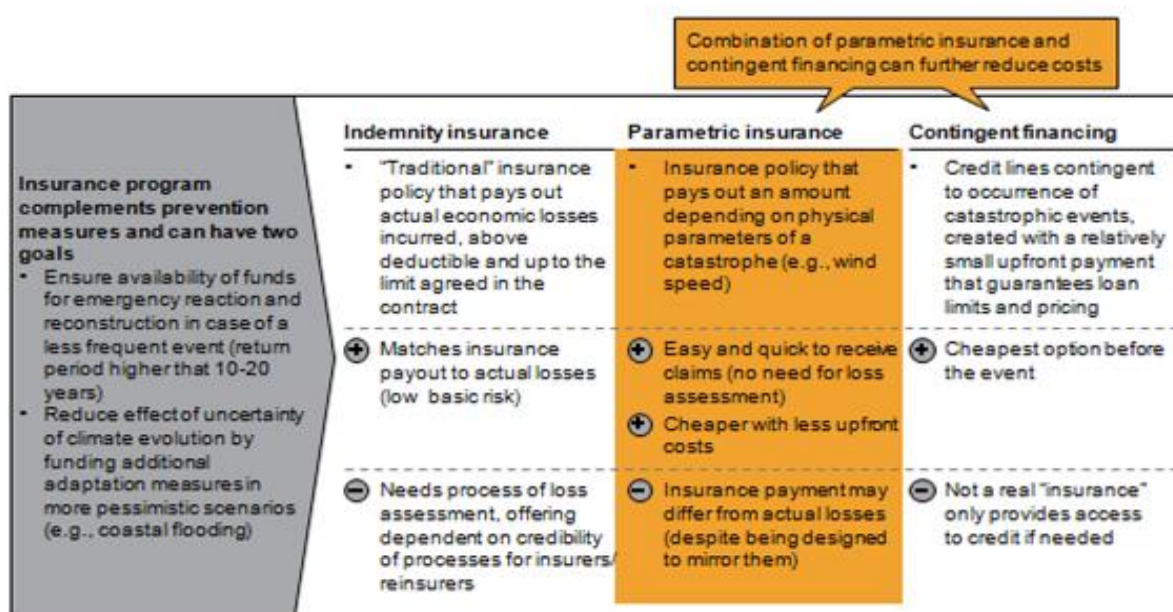 Combination of parametric insurance and
contingent financing can further reduce costs
Insurance program
complements prevention
measures and can have two
goals
• Ensure availability of funds
for emergency reaction and
reconstruction in case of a
less frequent event (return
period higher that 10-20
years)
• Reduce effect of uncertainty
of climate evolution by
funding additional
adaptation measures in
more pessimistic scenarios
(e.g., coastal flooding)
Indemnity insurance
• "Traditional" insurance
policy that pays out
actual economic losses
incurred, above
deductible and up to the
limit agreed in the
contract
+ Matches insurance
payout to actual losses
(low basic risk)
− Needs process of loss
assessment, offering
dependent on credibility
of processes for insurers/
reinsurers
Parametric insurance
• Insurance policy that
pays out an amount
depending on physical
parameters of a
catastrophe (e.g., wind
speed)
+ Easy and quick to receive
claims (no need for loss
assessment)
+ Cheaper with less upfront
costs
− Insurance payment may
differ from actual losses
(despite being designed
to mirror them)
Contingent financing
• Credit lines contingent
to occurrence of
catastrophic events,
created with a relatively
small upfront payment
that guarantees loan
limits and pricing
+ Cheapest option before
the event
− Not a real "insurance"
only provides access
to credit if needed